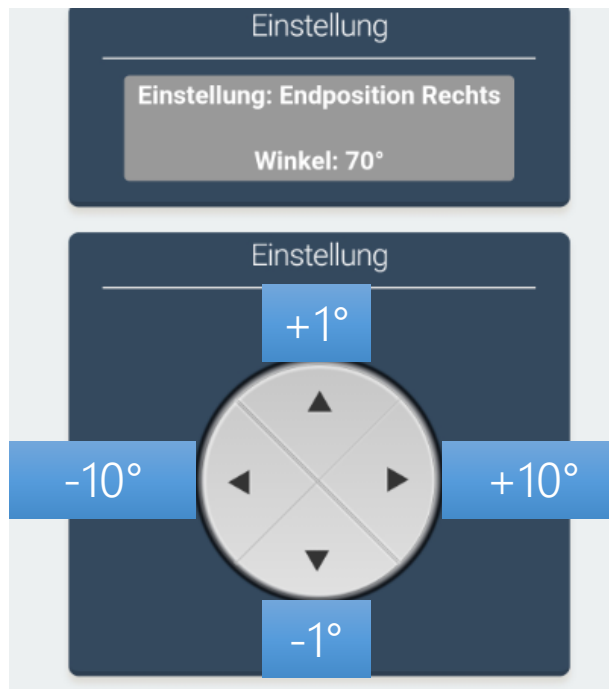 Einstellung
Einstellung: Endposition Rechts
Winkel: 70°
Einstellung
+1°
-10°
+10°
-1°